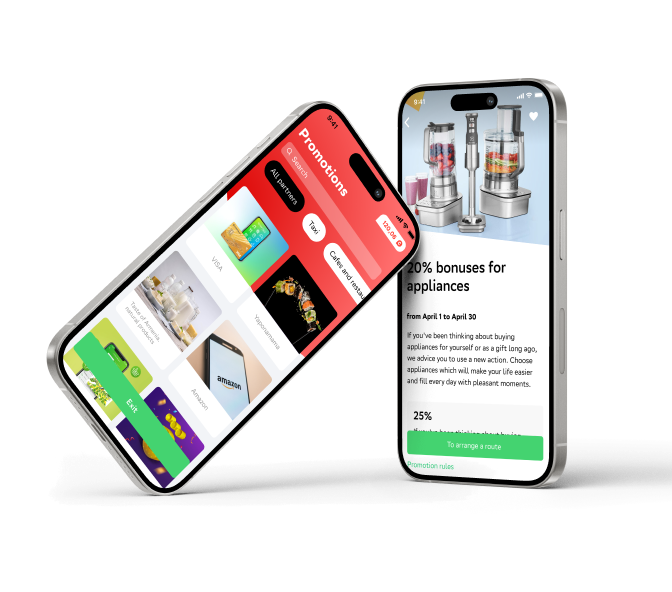 9:41
Promotions
120,06
Search
All partners
Taxi
Cafes and restau
VISA
Yaponamama
Taste of Armenia,
natural products
amazon
Amazon
Exit
9:41
20% bonuses for
appliances
from April 1 to April 30
If you've been thinking about buying
appliances for yourself or as a gift long ago,
we advice you to use a new action. Choose
appliances which will make your life easier
and fill every day with pleasant moments.
25%
To arrange a route
Promotion rules